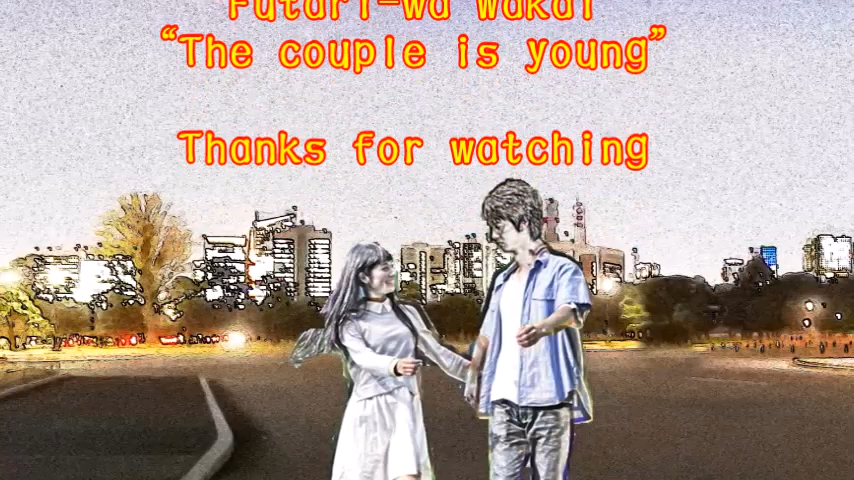 Futari-wa wakai
“The couple is young”
Thanks for watching